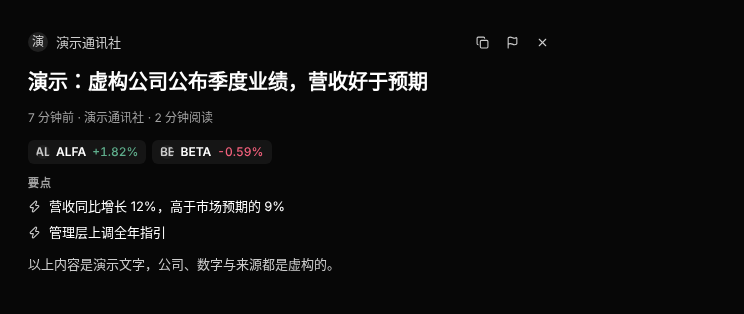 演 演示通讯社
演示：虚构公司公布季度业绩，营收好于预期
7 分钟前 · 演示通讯社 · 2 分钟阅读
AL ALFA +1.82% BE BETA -0.59%
要点
营收同比增长 12%，高于市场预期的 9%
管理层上调全年指引
以上内容是演示文字，公司、数字与来源都是虚构的。